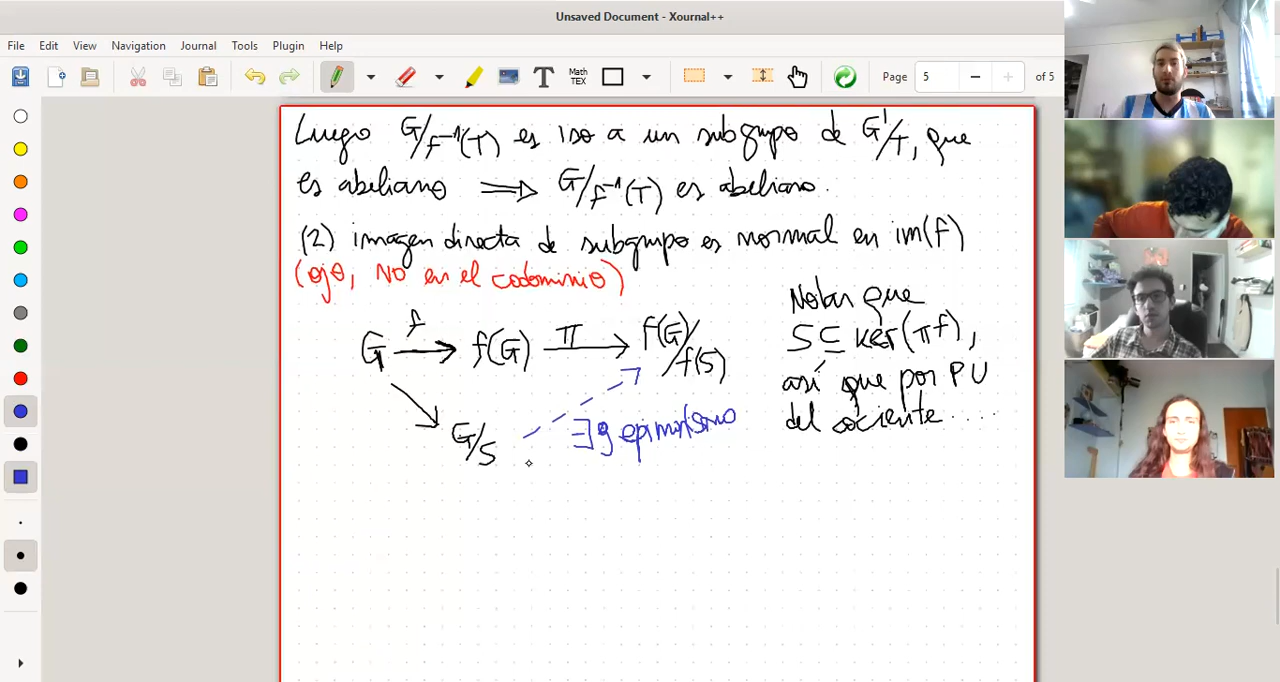 Unsaved Document - Xournal++
File Edit View Navigation Journal Tools Plugin Help
T Math TEX Page 5 of 5
Luego G/f⁻¹(T) es iso a un subgrupo de G'/T, que
es abeliano ⟹ G/f⁻¹(T) es abeliano.
(2) imagen directa de subgrupo es normal en im(f)
(ojo, NO en el codominio)
G →f f(G) →π f(G)/f(S)
G/S ∃g epimorfismo
Notar que
S ⊆ ker(πf),
así que por PU
del cociente....